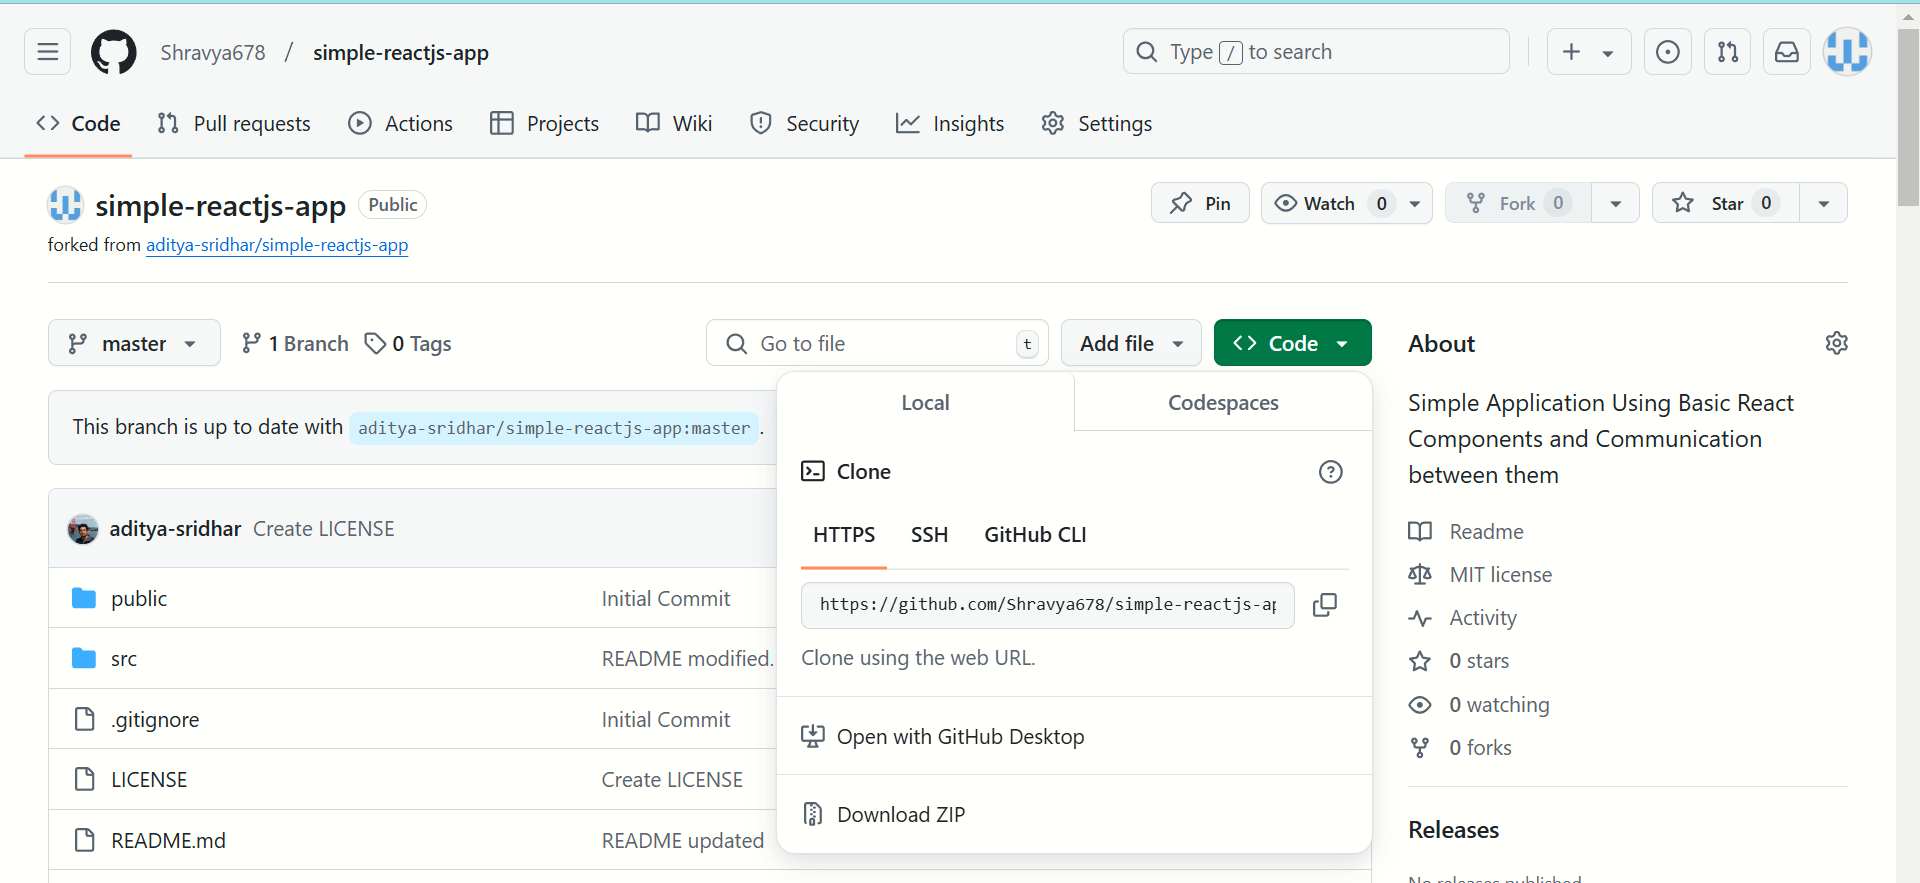 Shravya678 / simple-reactjs-app
Type / to search
Code Pull requests Actions Projects Wiki Security Insights Settings
simple-reactjs-app Public
Pin Watch 0 Fork 0 Star 0
forked from aditya-sridhar/simple-reactjs-app
master 1 Branch 0 Tags
Go to file t
Add file
Code
About
This branch is up to date with aditya-sridhar/simple-reactjs-app:master .
aditya-sridhar Create LICENSE
public Initial Commit
src README modified.
.gitignore Initial Commit
LICENSE Create LICENSE
README.md README updated
Local Codespaces
Clone
HTTPS SSH GitHub CLI
https://github.com/Shravya678/simple-reactjs-ap
Clone using the web URL.
Open with GitHub Desktop
Download ZIP
Simple Application Using Basic React
Components and Communication
between them
Readme
MIT license
Activity
0 stars
0 watching
0 forks
Releases
No releases published